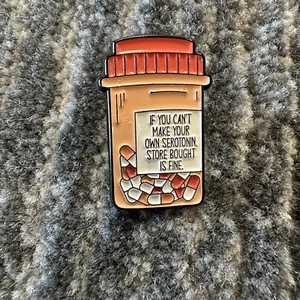 IF YOU CAN'T
MAKE YOUR
OWN SEROTONIN,
STORE BOUGHT
IS FINE.